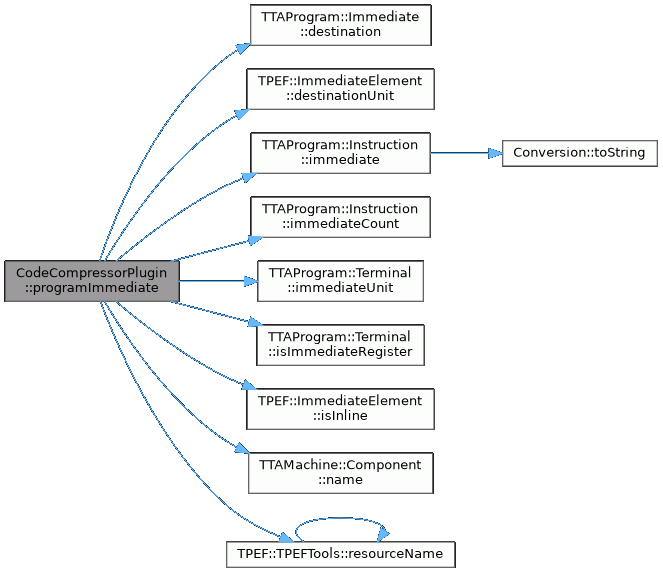 TTAProgram::Immediate
::destination
TPEF::ImmediateElement
::destinationUnit
TTAProgram::Instruction
::immediate
Conversion::toString
TTAProgram::Instruction
::immediateCount
CodeCompressorPlugin
::programImmediate
TTAProgram::Terminal
::immediateUnit
TTAProgram::Terminal
::isImmediateRegister
TPEF::ImmediateElement
::isInline
TTAMachine::Component
::name
TPEF::TPEFTools::resourceName